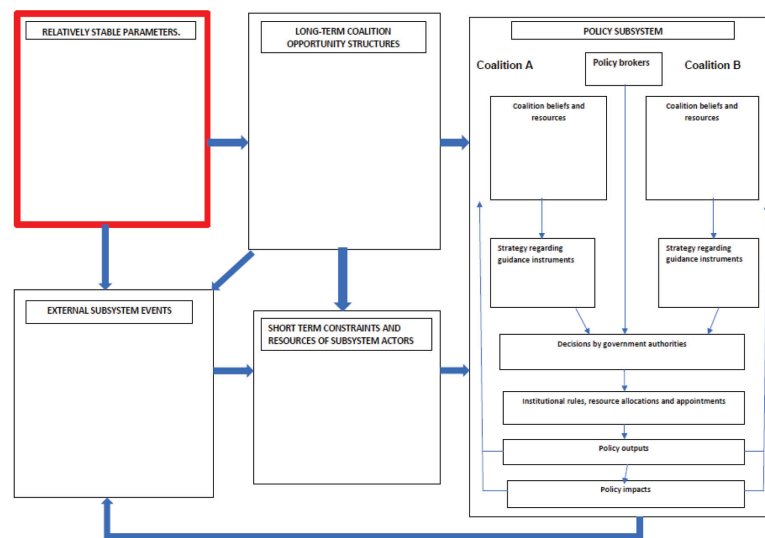 RELATIVELY STABLE PARAMETERS.
LONG-TERM COALITION
OPPORTUNITY STRUCTURES
POLICY SUBSYSTEM
Coalition A
Policy brokers
Coalition B
Coalition beliefs and
resources
Coalition beliefs and
resources
Strategy regarding
guidance instruments
Strategy regarding
guidance instruments
EXTERNAL SUBSYSTEM EVENTS
SHORT TERM CONSTRAINTS AND
RESOURCES OF SUBSYSTEM ACTORS
Decisions by government authorities
Institutional rules, resource allocations and appointments
Policy outputs
Policy impacts